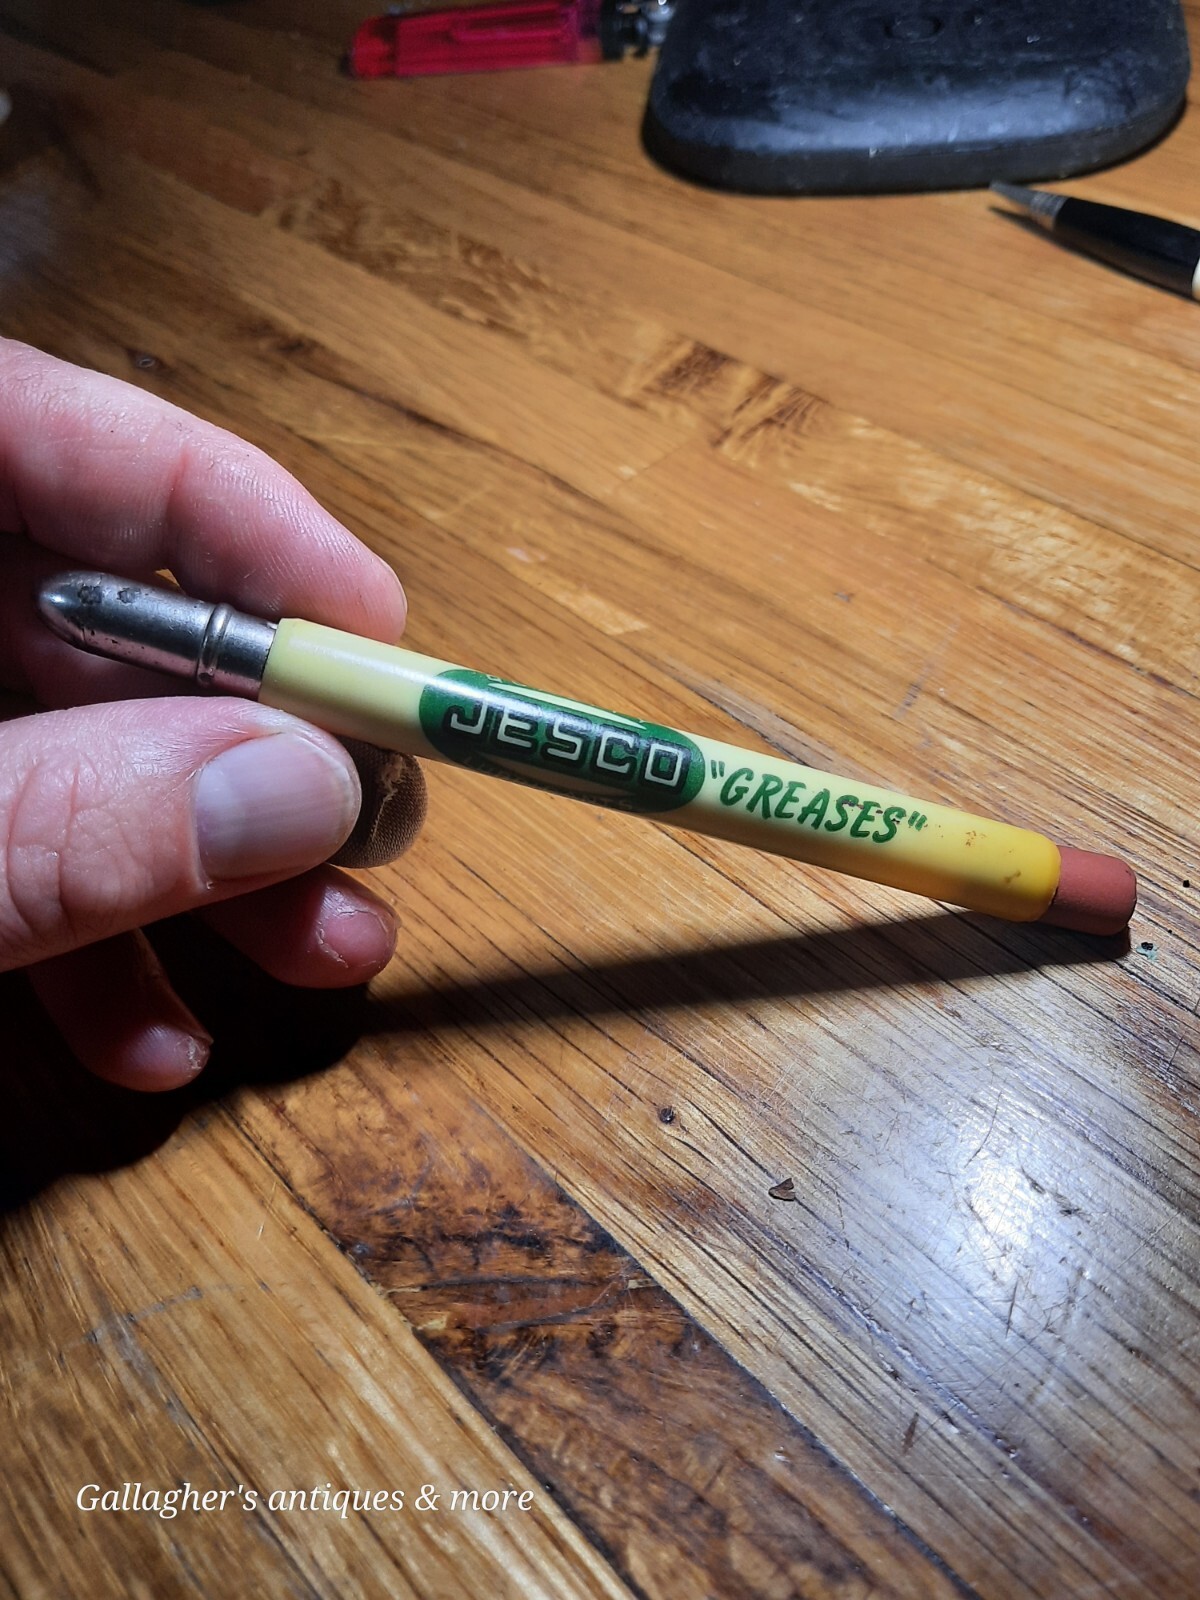 JESCO
"GREASES"
Gallagher's antiques & more